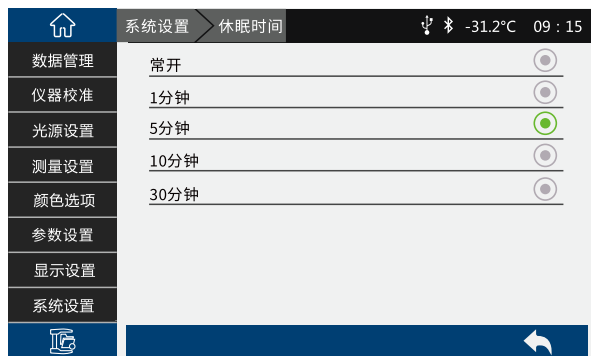 系统设置 休眠时间 -31.2°C 09 : 15
数据管理
仪器校准
光源设置
测量设置
颜色选项
参数设置
显示设置
系统设置
常开
1分钟
5分钟
10分钟
30分钟